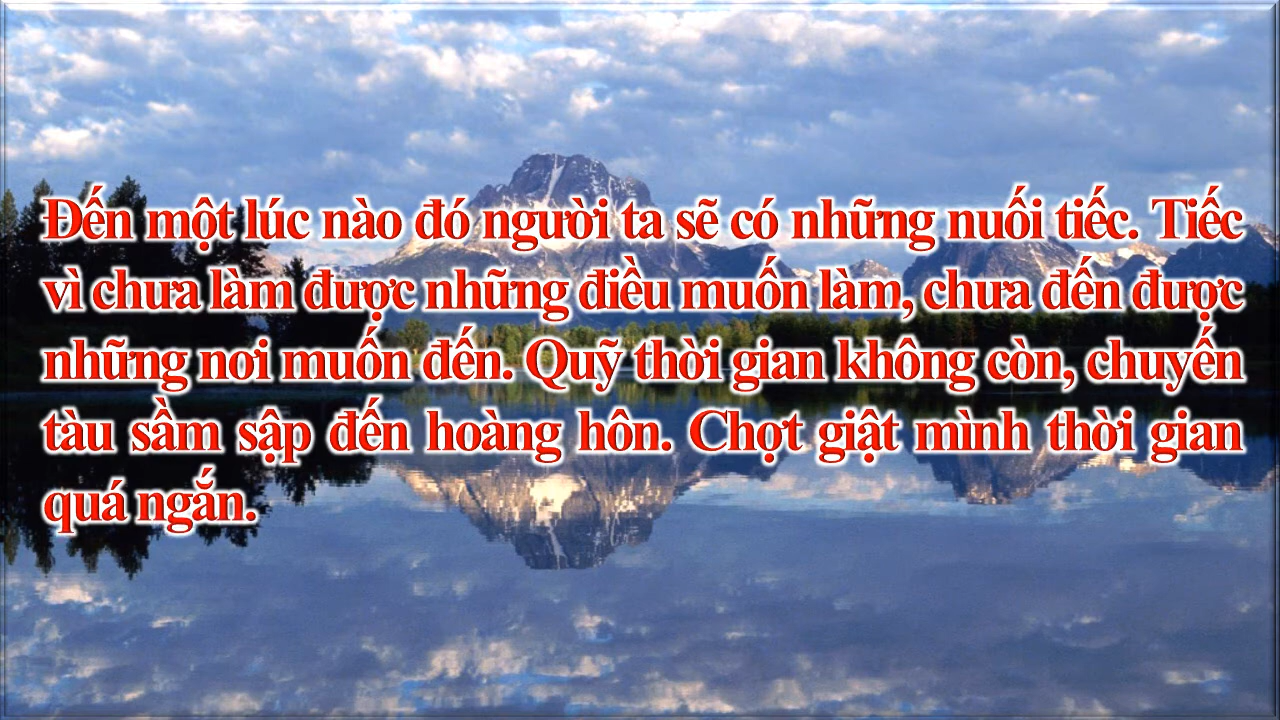 Đến một lúc nào đó người ta sẽ có những nuối tiếc. Tiếc
vì chưa làm được những điều muốn làm, chưa đến được
những nơi muốn đến. Quỹ thời gian không còn, chuyến
tàu sầm sập đến hoàng hôn. Chợt giật mình thời gian
quá ngắn.